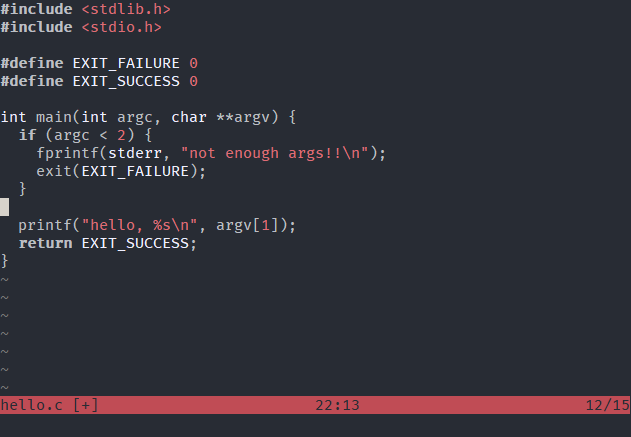 #include <stdlib.h>
#include <stdio.h>

#define EXIT_FAILURE 0
#define EXIT_SUCCESS 0

int main(int argc, char **argv) {
  if (argc < 2) {
    fprintf(stderr, "not enough args!!\n");
    exit(EXIT_FAILURE);
  }

  printf("hello, %s\n", argv[1]);
  return EXIT_SUCCESS;
}
~
~
~
~
~
~
~
hello.c [+] 22:13 12/15